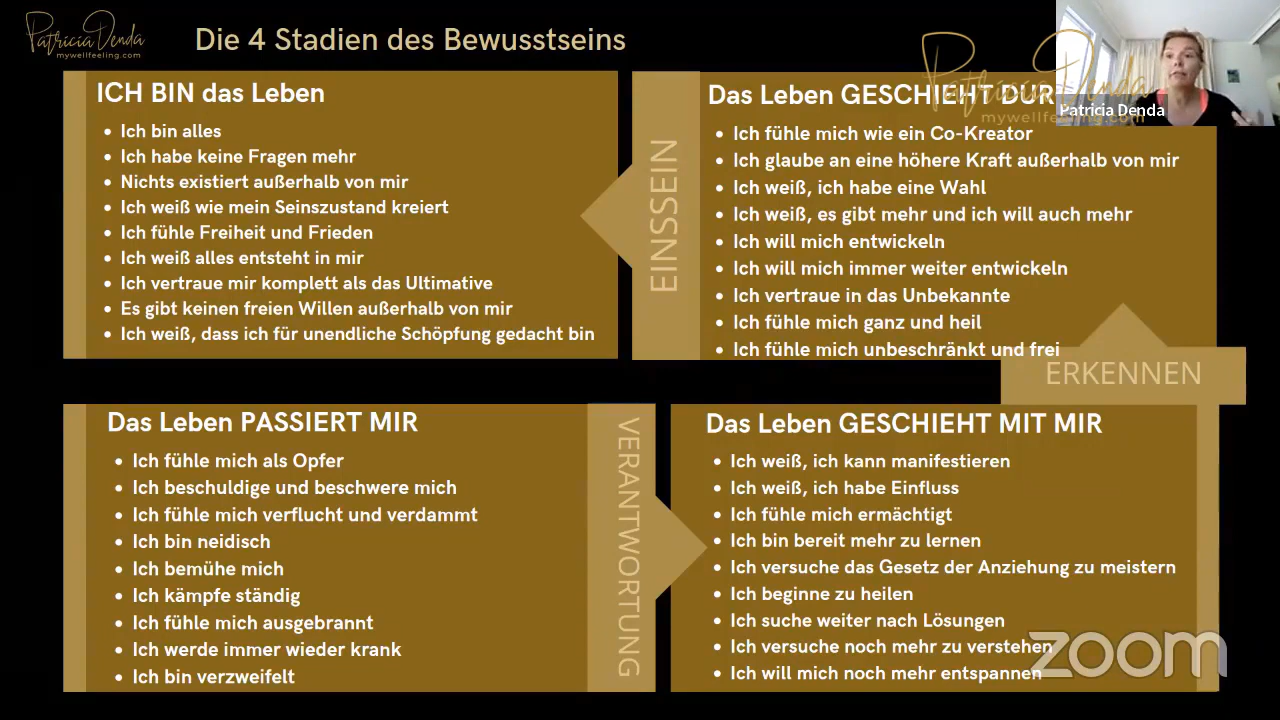 Patricia Denda
mywellfeeling.com
Die 4 Stadien des Bewusstseins
Patricia Denda
mywellfeeling.com
Patricia Denda
ICH BIN das Leben
• Ich bin alles
• Ich habe keine Fragen mehr
• Nichts existiert außerhalb von mir
• Ich weiß wie mein Seinszustand kreiert
• Ich fühle Freiheit und Frieden
• Ich weiß alles entsteht in mir
• Ich vertraue mir komplett als das Ultimative
• Es gibt keinen freien Willen außerhalb von mir
• Ich weiß, dass ich für unendliche Schöpfung gedacht bin
EINSSEIN
Das Leben GESCHIEHT DUR
• Ich fühle mich wie ein Co-Kreator
• Ich glaube an eine höhere Kraft außerhalb von mir
• Ich weiß, ich habe eine Wahl
• Ich weiß, es gibt mehr und ich will auch mehr
• Ich will mich entwickeln
• Ich will mich immer weiter entwickeln
• Ich vertraue in das Unbekannte
• Ich fühle mich ganz und heil
• Ich fühle mich unbeschränkt und frei
ERKENNEN
Das Leben PASSIERT MIR
• Ich fühle mich als Opfer
• Ich beschuldige und beschwere mich
• Ich fühle mich verflucht und verdammt
• Ich bin neidisch
• Ich bemühe mich
• Ich kämpfe ständig
• Ich fühle mich ausgebrannt
• Ich werde immer wieder krank
• Ich bin verzweifelt
VERANTWORTUNG
Das Leben GESCHIEHT MIT MIR
• Ich weiß, ich kann manifestieren
• Ich weiß, ich habe Einfluss
• Ich fühle mich ermächtigt
• Ich bin bereit mehr zu lernen
• Ich versuche das Gesetz der Anziehung zu meistern
• Ich beginne zu heilen
• Ich suche weiter nach Lösungen
• Ich versuche noch mehr zu verstehen
• Ich will mich noch mehr entspannen
zoom